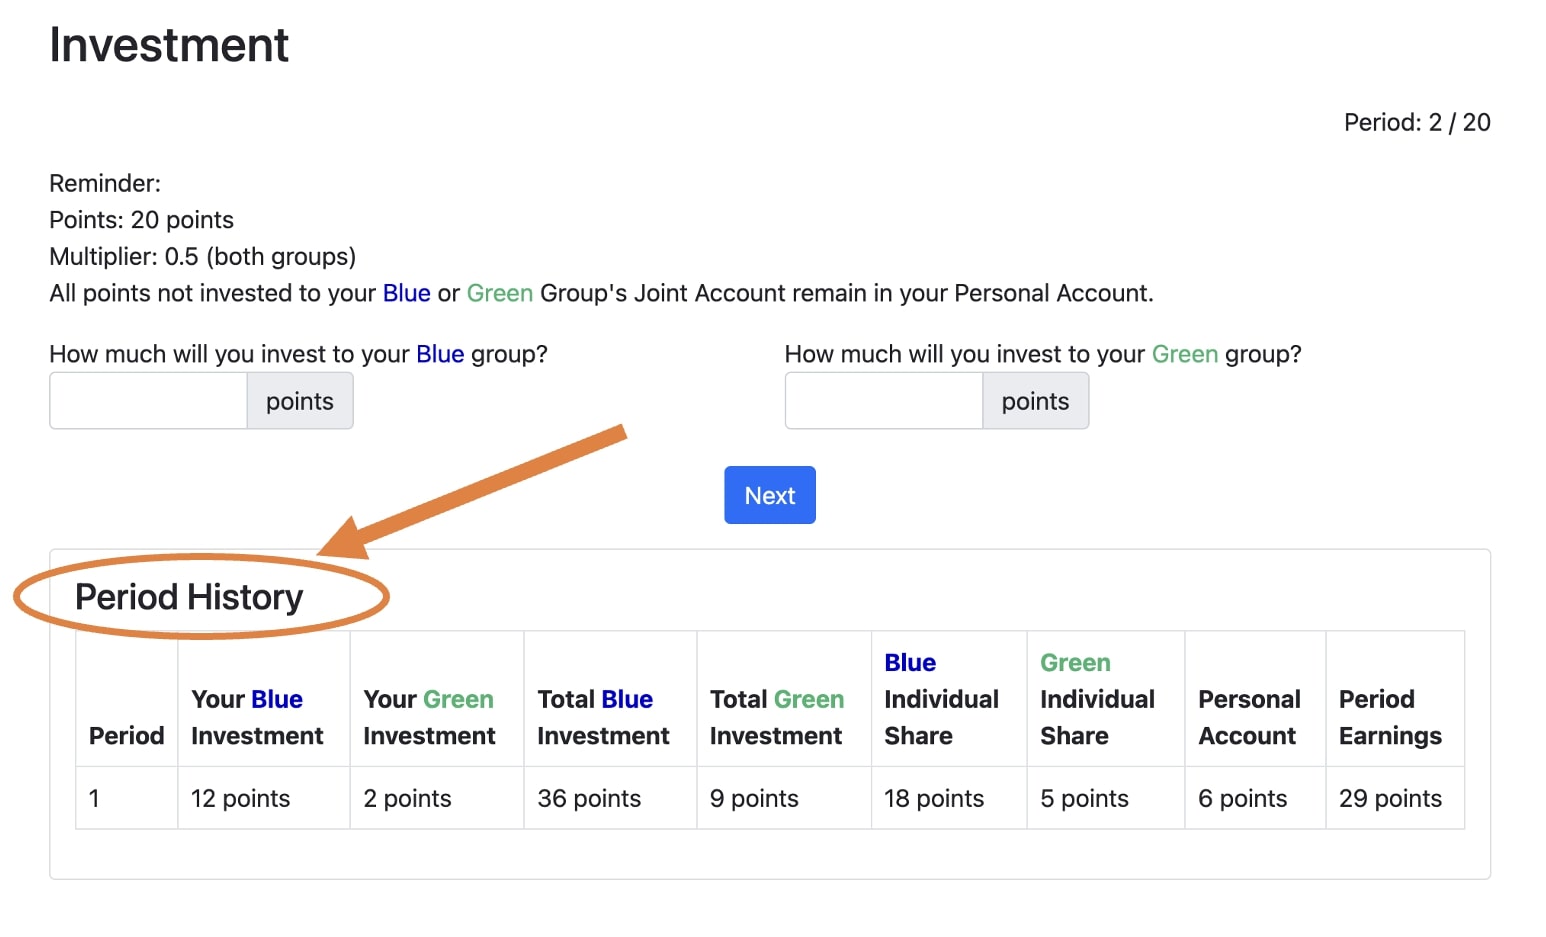 Investment
Period: 2 / 20
Reminder:
Points: 20 points
Multiplier: 0.5 (both groups)
All points not invested to your Blue or Green Group's Joint Account remain in your Personal Account.
How much will you invest to your Blue group?
points
How much will you invest to your Green group?
points
Next
Period History
Period
Your Blue
Investment
Your Green
Investment
Total Blue
Investment
Total Green
Investment
Blue
Individual
Share
Green
Individual
Share
Personal
Account
Period
Earnings
1 12 points 2 points 36 points 9 points 18 points 5 points 6 points 29 points